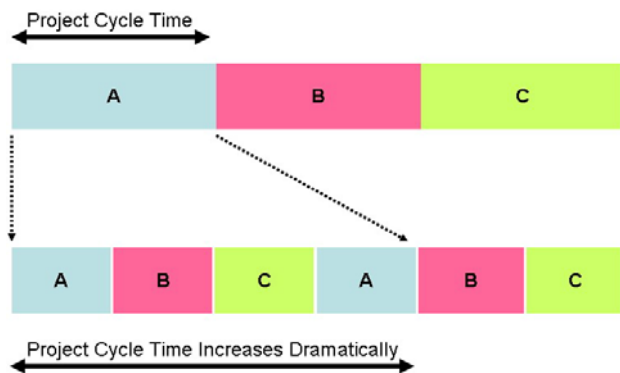 Project Cycle Time
A B C
A B C A B C
Project Cycle Time Increases Dramatically